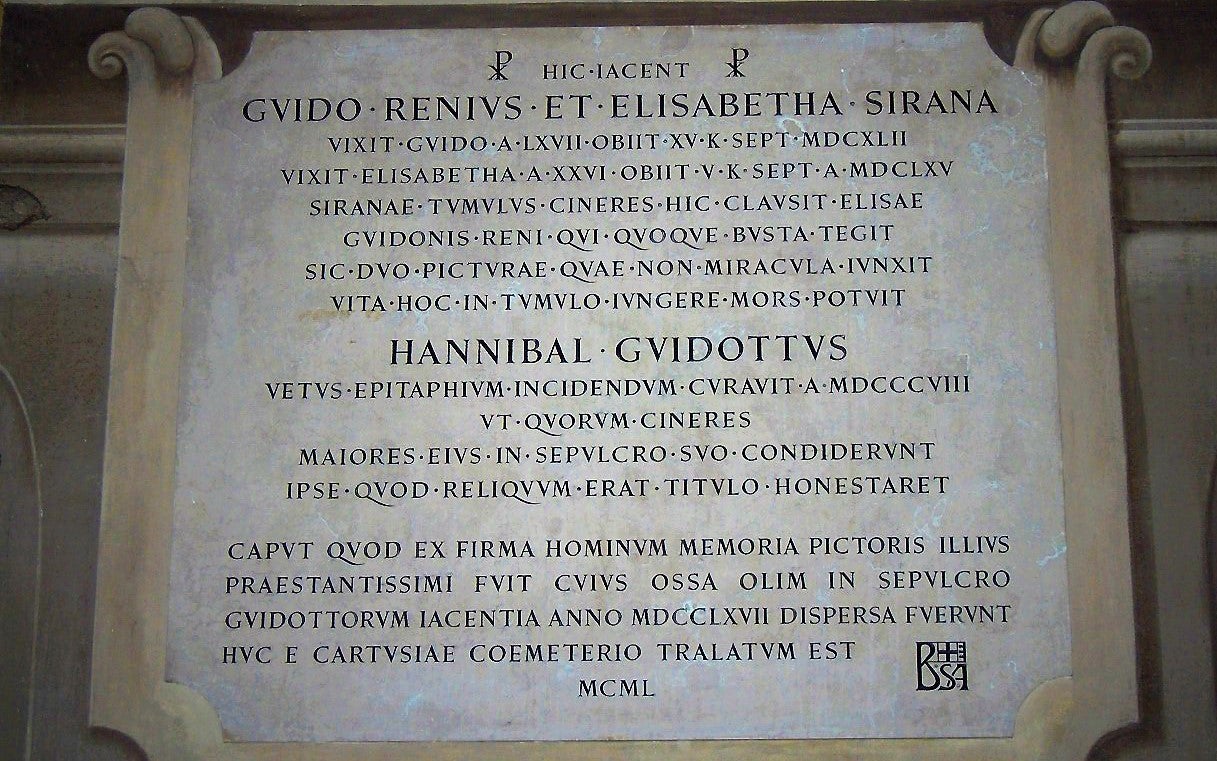 ☧ HIC·IACENT ☧
GVIDO·RENIVS·ET·ELISABETHA·SIRANA
VIXIT·GVIDO·A·LXVII·OBIIT·XV·K·SEPT·MDCXLII
VIXIT·ELISABETHA·A·XXVI·OBIIT·V·K·SEPT·A·MDCLXV
SIRANAE·TVMVLVS·CINERES·HIC·CLAVSIT·ELISAE
GVIDONIS·RENI·QVI·QVOQVE·BVSTA·TEGIT
SIC·DVO·PICTVRAE·QVAE·NON·MIRACVLA·IVNXIT
VITA·HOC·IN·TVMVLO·IVNGERE·MORS·POTVIT
HANNIBAL·GVIDOTTVS
VETVS·EPITAPHIVM·INCIDENDVM·CVRAVIT·A·MDCCCVIII
VT·QVORVM·CINERES
MAIORES·EIVS·IN·SEPVLCRO·SVO·CONDIDERVNT
IPSE·QVOD·RELIQVVM·ERAT·TITVLO·HONESTARET
CAPVT QVOD EX FIRMA HOMINVM MEMORIA PICTORIS ILLIVS
PRAESTANTISSIMI FVIT CVIVS OSSA OLIM IN SEPVLCRO
GVIDOTTORVM IACENTIA ANNO MDCCLXVII DISPERSA FVERVNT
HVC E CARTVSIAE COEMETERIO TRALATVM EST
BSA
MCML